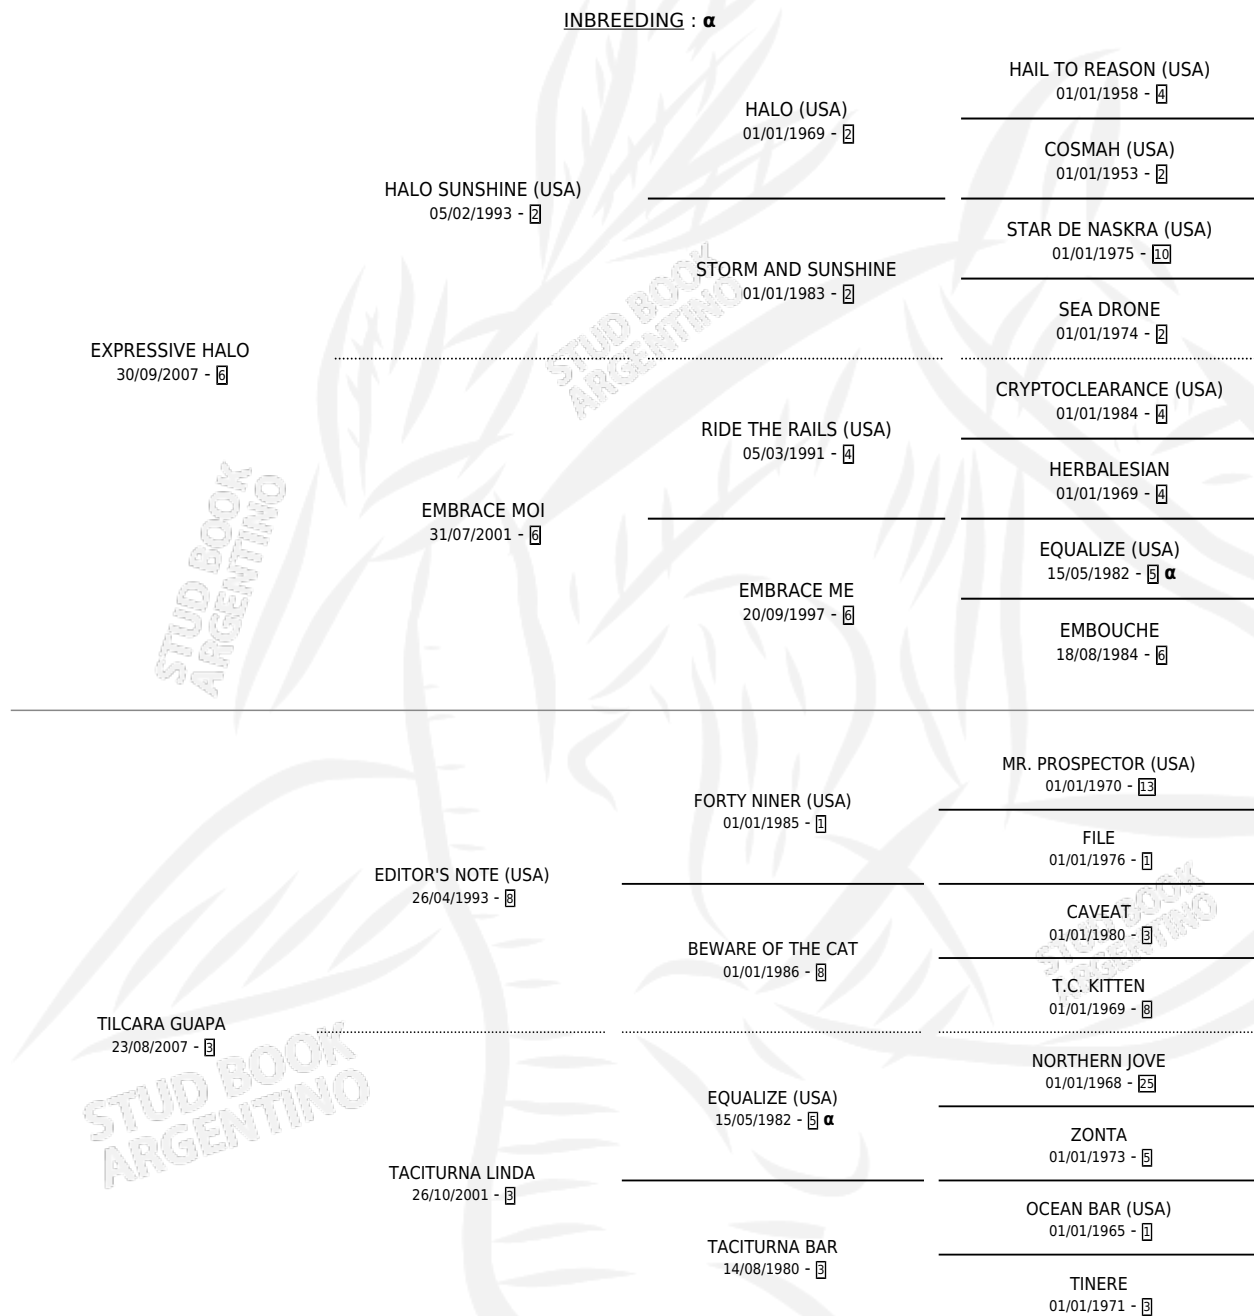 INBREEDING : α
HAIL TO REASON (USA)
01/01/1958 - 4
HALO (USA)
01/01/1969 - 2
COSMAH (USA)
01/01/1953 - 2
HALO SUNSHINE (USA)
05/02/1993 - 2
STAR DE NASKRA (USA)
01/01/1975 - 10
STORM AND SUNSHINE
01/01/1983 - 2
SEA DRONE
01/01/1974 - 2
EXPRESSIVE HALO
30/09/2007 - 6
CRYPTOCLEARANCE (USA)
01/01/1984 - 4
RIDE THE RAILS (USA)
05/03/1991 - 4
HERBALESIAN
01/01/1969 - 4
EMBRACE MOI
31/07/2001 - 6
EQUALIZE (USA)
15/05/1982 - 5 α
EMBRACE ME
20/09/1997 - 6
EMBOUCHE
18/08/1984 - 6
MR. PROSPECTOR (USA)
01/01/1970 - 13
FORTY NINER (USA)
01/01/1985 - 1
FILE
01/01/1976 - 1
EDITOR'S NOTE (USA)
26/04/1993 - 8
CAVEAT
01/01/1980 - 3
BEWARE OF THE CAT
01/01/1986 - 8
T.C. KITTEN
01/01/1969 - 8
TILCARA GUAPA
23/08/2007 - 3
NORTHERN JOVE
01/01/1968 - 25
EQUALIZE (USA)
15/05/1982 - 5 α
ZONTA
01/01/1973 - 5
TACITURNA LINDA
26/10/2001 - 3
OCEAN BAR (USA)
01/01/1965 - 1
TACITURNA BAR
14/08/1980 - 3
TINERE
01/01/1971 - 3
STUD BOOK
ARGENTINO
STUD BOOK
ARGENTINO
STUD BOOK
ARGENTINO
STUD BOOK
ARGENTINO